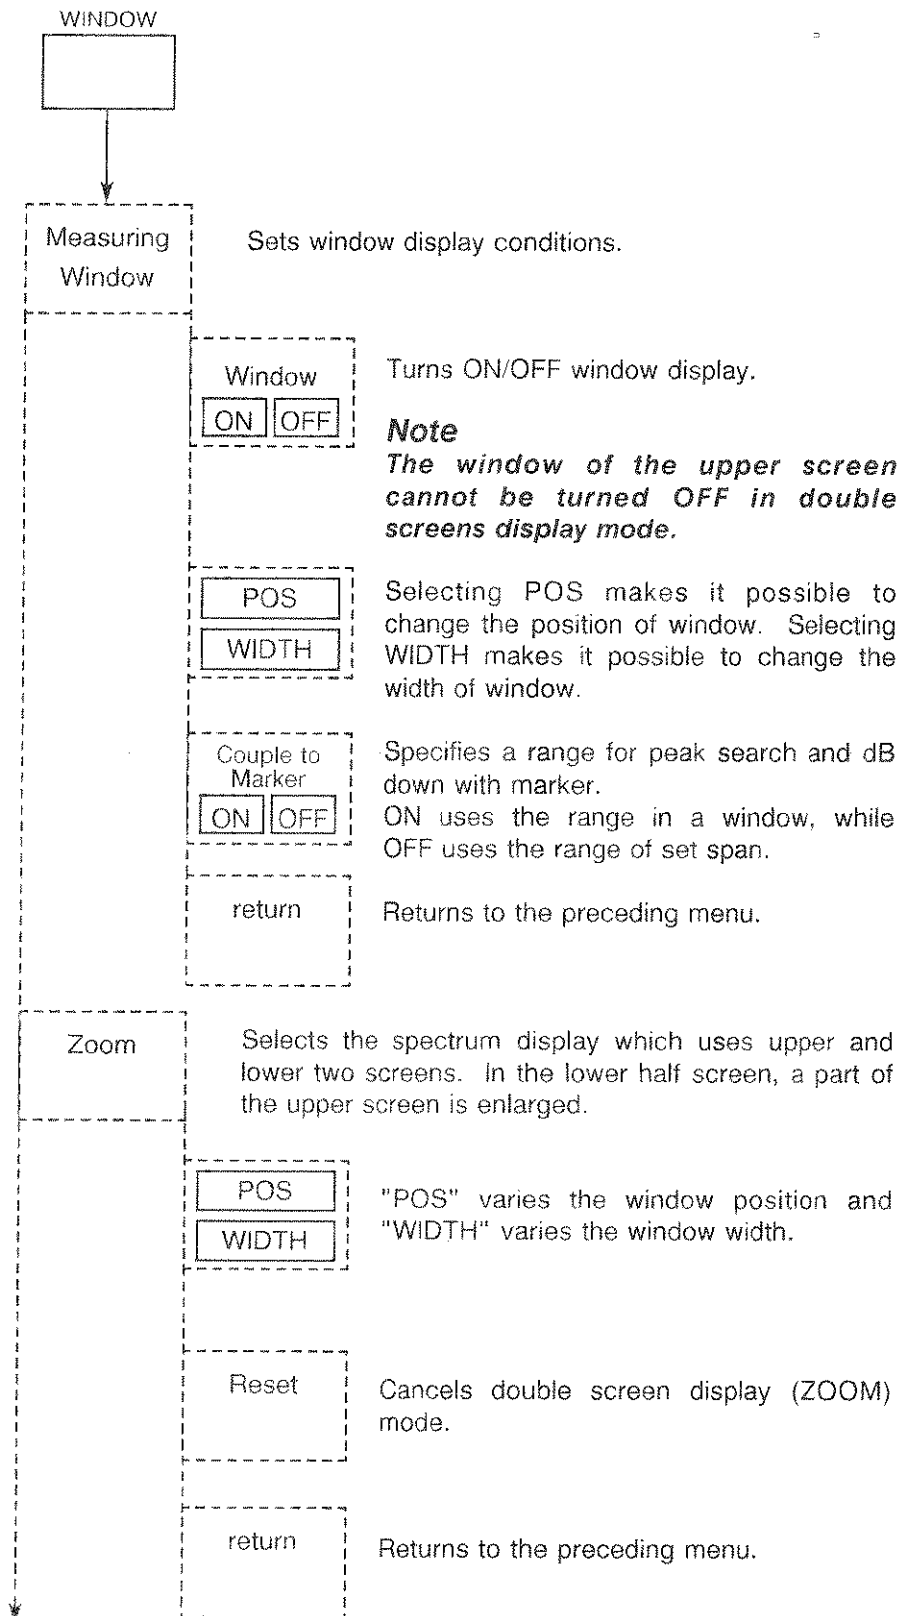 WINDOW
Measuring
Window
Sets window display conditions.
Window
ON OFF
Turns ON/OFF window display.
Note
The window of the upper screen
cannot be turned OFF in double
screens display mode.
POS
WIDTH
Selecting POS makes it possible to
change the position of window. Selecting
WIDTH makes it possible to change the
width of window.
Couple to
Marker
ON OFF
Specifies a range for peak search and dB
down with marker.
ON uses the range in a window, while
OFF uses the range of set span.
return
Returns to the preceding menu.
Zoom
Selects the spectrum display which uses upper and
lower two screens. In the lower half screen, a part of
the upper screen is enlarged.
POS
WIDTH
"POS" varies the window position and
"WIDTH" varies the window width.
Reset
Cancels double screen display (ZOOM)
mode.
return
Returns to the preceding menu.